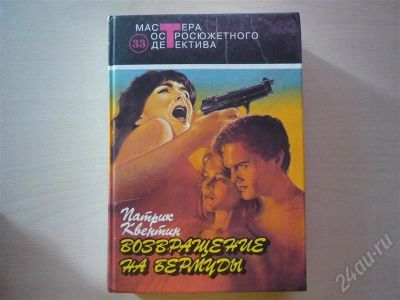 МАСТЕРА
33 ОСТРОСЮЖЕТНОГО
ДЕТЕКТИВА
Патрик
Квентин
ВОЗВРАЩЕНИЕ
НА БЕРМУДЫ
24au.ru